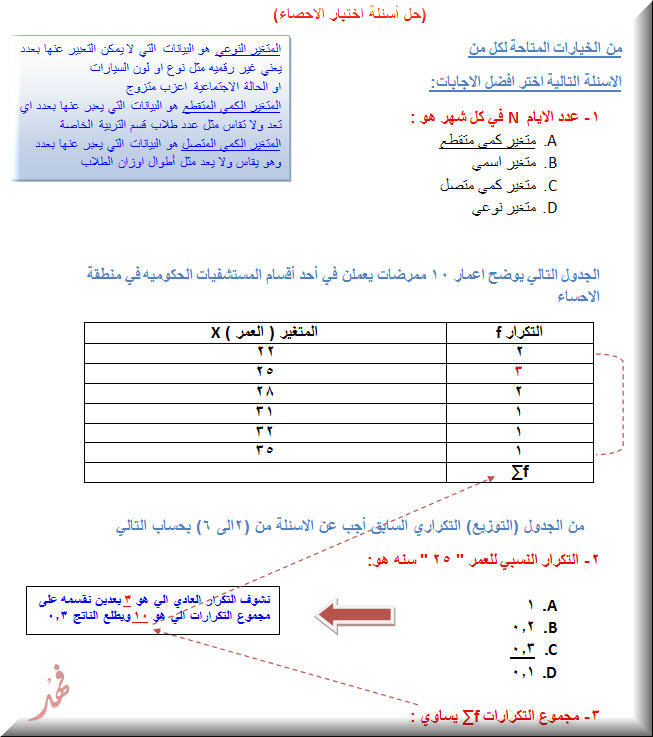 (حل أسئلة اختبار الاحصاء)
من الخيارات المتاحة لكل من
الاسئلة التالية اختر افضل الاجابات:
المتغير النوعي هو البيانات التي لا يمكن التعبير عنها بعدد
يعني غير رقميه مثل نوع او لون السيارات
او الحالة الاجتماعية اعزب متزوج
المتغير الكمي المتقطع هو البيانات التي يعبر عنها بعدد اي
تعد ولا تقاس مثل عدد طلاب قسم التربية الخاصة
المتغير الكمي المتصل هو البيانات التي يعبر عنها بعدد
وهو يقاس ولا يعد مثل أطوال اوزان الطلاب
١- عدد الايام N في كل شهر هو :
A. متغير كمي متقطع
B. متغير اسمي
C. متغير كمي متصل
D. متغير نوعي
الجدول التالي يوضح اعمار ١٠ ممرضات يعملن في أحد أقسام المستشفيات الحكوميه في منطقة
الاحساء
التكرار f المتغير ( العمر ) X
٢ ٢٢
٣ ٢٥
٢ ٢٨
١ ٣١
١ ٣٢
١ ٣٥
∑f
من الجدول (التوزيع) التكراري السابق أجب عن الاسئلة من (٢الى ٦) بحساب التالي
٢- التكرار النسبي للعمر " ٢٥ " سنه هو:
A. ١
B. ٠,٢
C. ٠,٣
D. ٠,١
نشوف التكرار العادي الي هو ٣ يعدين نقسمه على
مجموع التكرارات الي هو ١٠ ويطلع الناتج ٠,٣
٣- مجموع التكرارات f∑ يساوي :
فهد